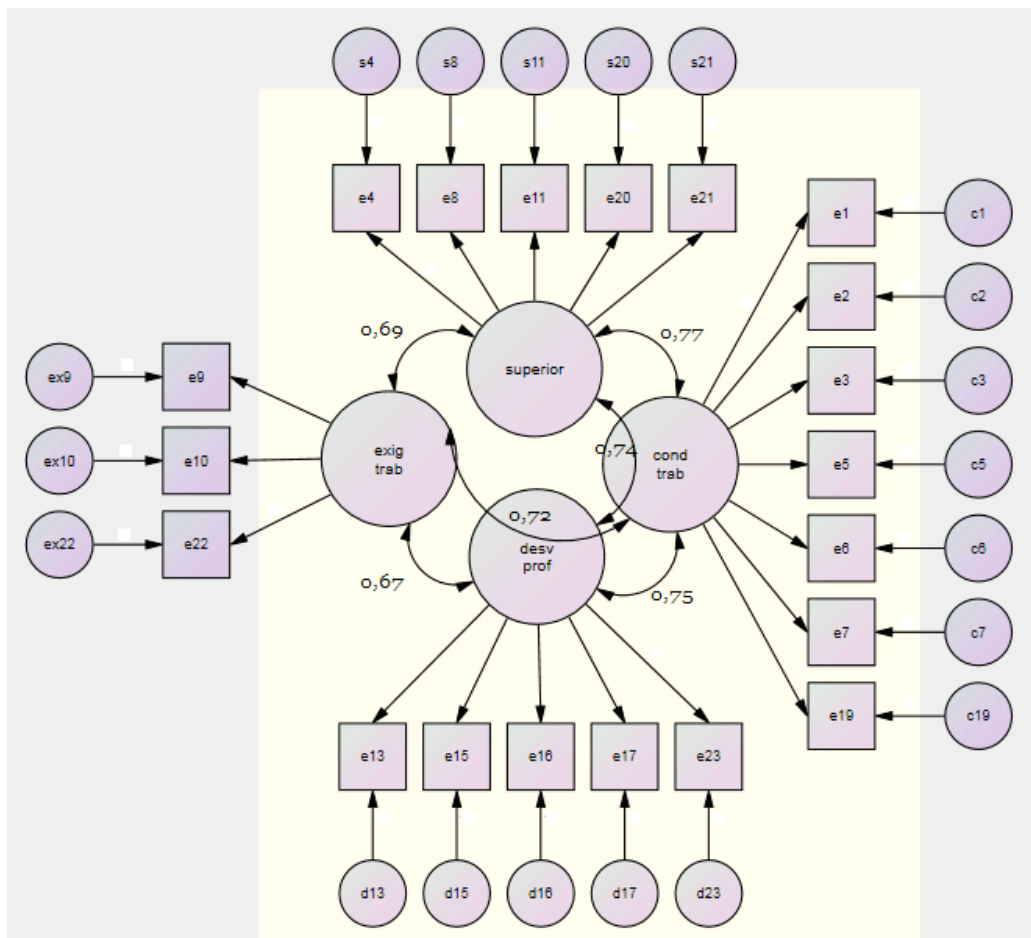 s4 s8 s11 s20 s21
e4 e8 e11 e20 e21
e1 c1
e2 c2
0,69 0,77
superior
ex9 e9 e3 c3
exig
trab
cond
trab
0,74
ex10 e10 e5 c5
0,72
ex22 e22 e6 c6
desv
prof
0,67 0,75
e7 c7
e19 c19
e13 e15 e16 e17 e23
d13 d15 d16 d17 d23